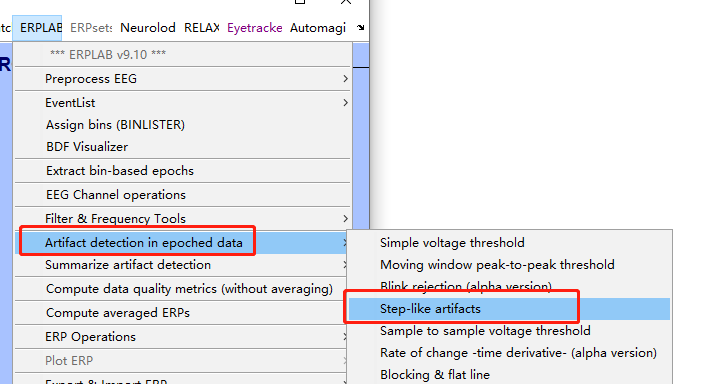 tc ERPLAB ERPsets Neurolod RELAX Eyetracke Automagi
R
*** ERPLAB v9.10 ***
Preprocess EEG
EventList
Assign bins (BINLISTER)
BDF Visualizer
Extract bin-based epochs
EEG Channel operations
Filter & Frequency Tools
Artifact detection in epoched data
Summarize artifact detection
Compute data quality metrics (without averaging)
Compute averaged ERPs
ERP Operations
Plot ERP
Export & Import ERP
Simple voltage threshold
Moving window peak-to-peak threshold
Blink rejection (alpha version)
Step-like artifacts
Sample to sample voltage threshold
Rate of change -time derivative- (alpha version)
Blocking & flat line